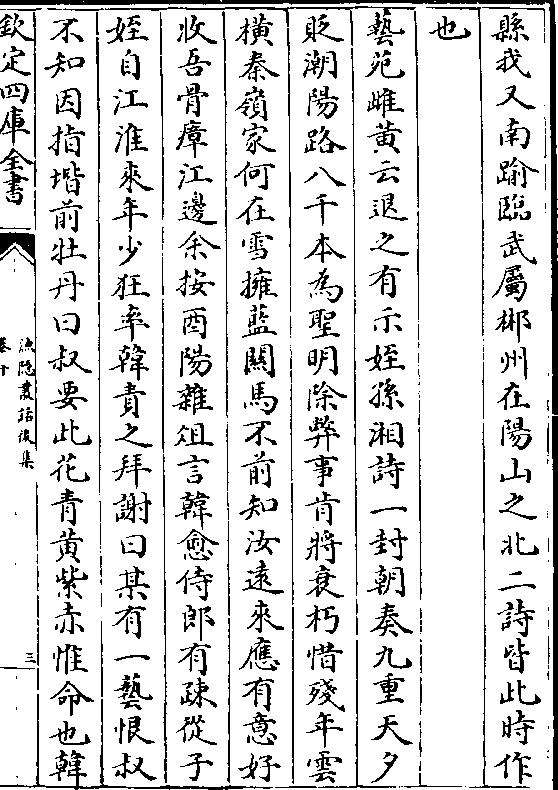 縣我又南踰臨武屬郴州在陽山之北二詩皆此時作
也
藝苑雌黄云退之有示姪孫湘詩一封朝奏九重天夕
貶潮陽路八千本為聖明除弊事肯將衰朽惜殘年雲
横秦嶺家何在雪擁藍闗馬不前知汝逺來應有意好
收吾骨瘴江邊余按酉陽雜俎言韓愈侍郎有疎從子
姪自江淮來年少狂率韓責之拜謝曰某有一藝恨叔
不知因指堦前牡丹曰叔要此花青黄紫赤惟命也韓
欽定四庫全書
漁隠叢話後集
卷十
三